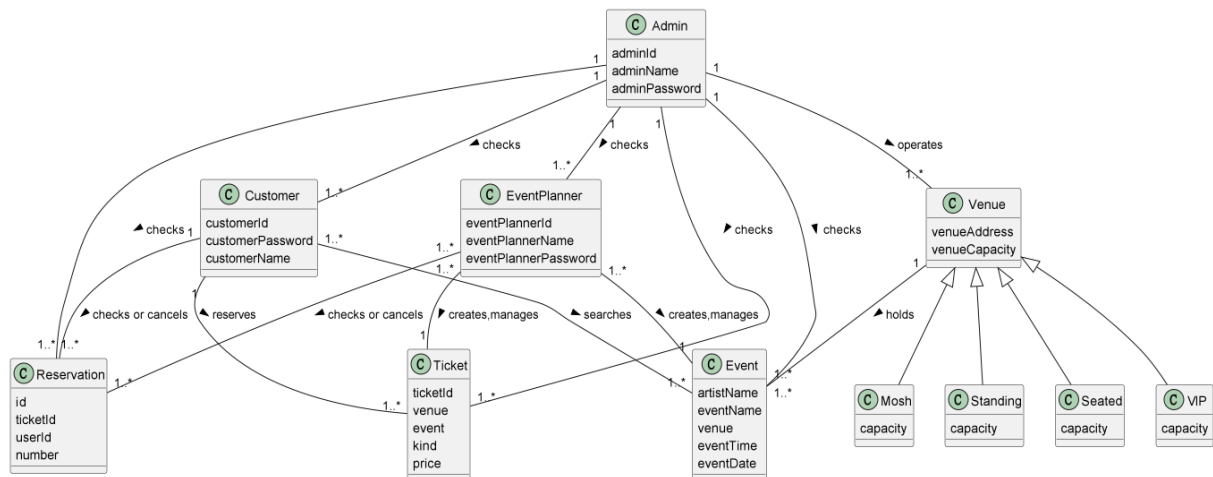 C Admin
adminId
adminName
adminPassword
1
1
1
1
1
1
checks
checks
operates
1..*
1..*
1..*
C Customer
customerId
customerPassword
customerName
C EventPlanner
eventPlannerId
eventPlannerName
eventPlannerPassword
C Venue
venueAddress
venueCapacity
checks
1
1..*
1..*
1..*
1..*
checks
checks
1
1
checks or cancels
reserves
creates,manages
checks or cancels
searches
creates,manages
holds
1..*
1..*
1
1
1..*
1..*
1..*
1..*
1..*
1..*
1..*
C Reservation
id
ticketId
userId
number
C Ticket
ticketId
venue
event
kind
price
C Event
artistName
eventName
venue
eventTime
eventDate
C Mosh
capacity
C Standing
capacity
C Seated
capacity
C VIP
capacity